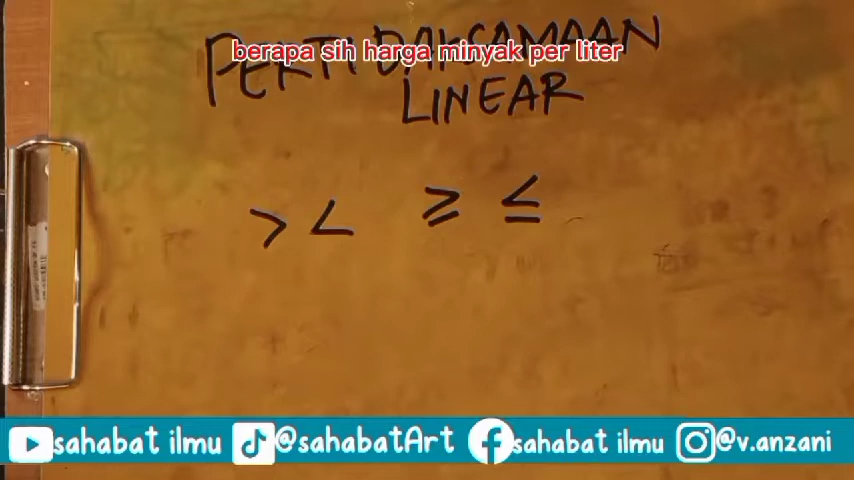 PERTIDAKSAMAAN
berapa sih harga minyak per liter
LINEAR
> < ≥ ≤
sahabat ilmu @sahabatArt sahabat ilmu @v.anzani